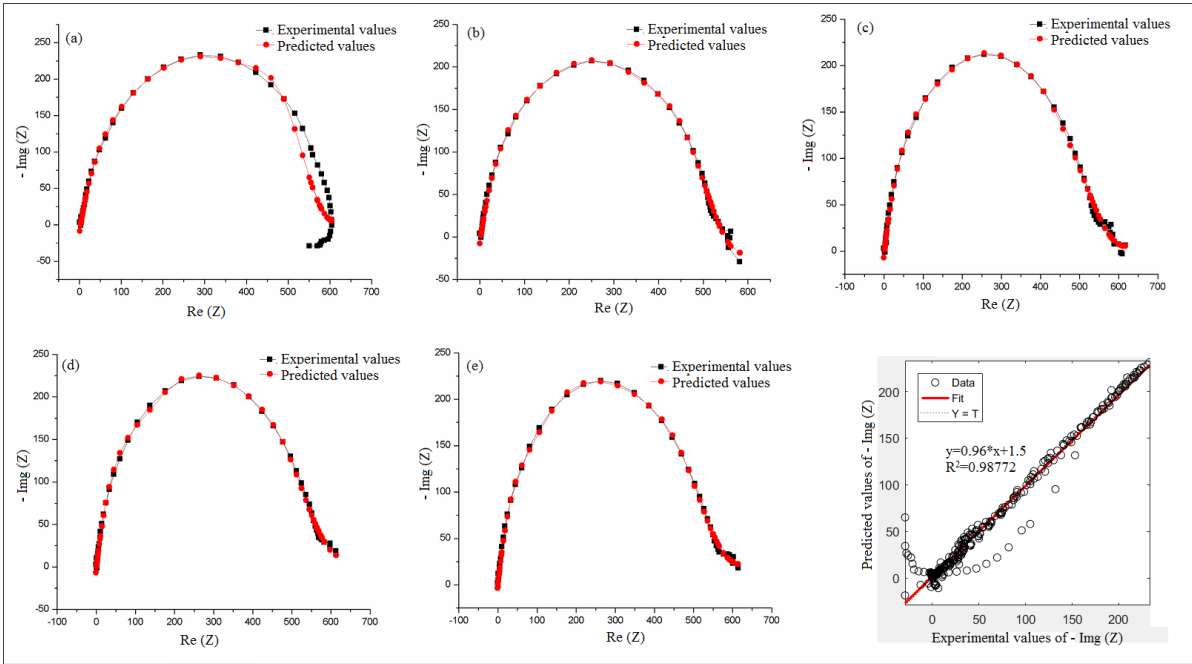 (a)
Experimental values
Predicted values
250
200
150
100
50
0
-50
- Img (Z)
0 100 200 300 400 500 600 700
Re (Z)
(b)
Experimental values
Predicted values
250
200
150
100
50
0
-50
- Img (Z)
0 100 200 300 400 500 600 700
Re (Z)
(c)
Experimental values
Predicted values
250
200
150
100
50
0
-50
- Img (Z)
-100 0 100 200 300 400 500 600 700
Re (Z)
(d)
Experimental values
Predicted values
250
200
150
100
50
0
-50
- Img (Z)
0 100 200 300 400 500 600 700
Re (Z)
(e)
Experimental values
Predicted values
250
200
150
100
50
0
-50
- Img (Z)
0 100 200 300 400 500 600 700
Re (Z)
Data
Fit
Y = T
y=0.96*x+1.5
R²=0.98772
200
150
100
50
0
Predicted values of - Img (Z)
0 50 100 150 200
Experimental values of - Img (Z)